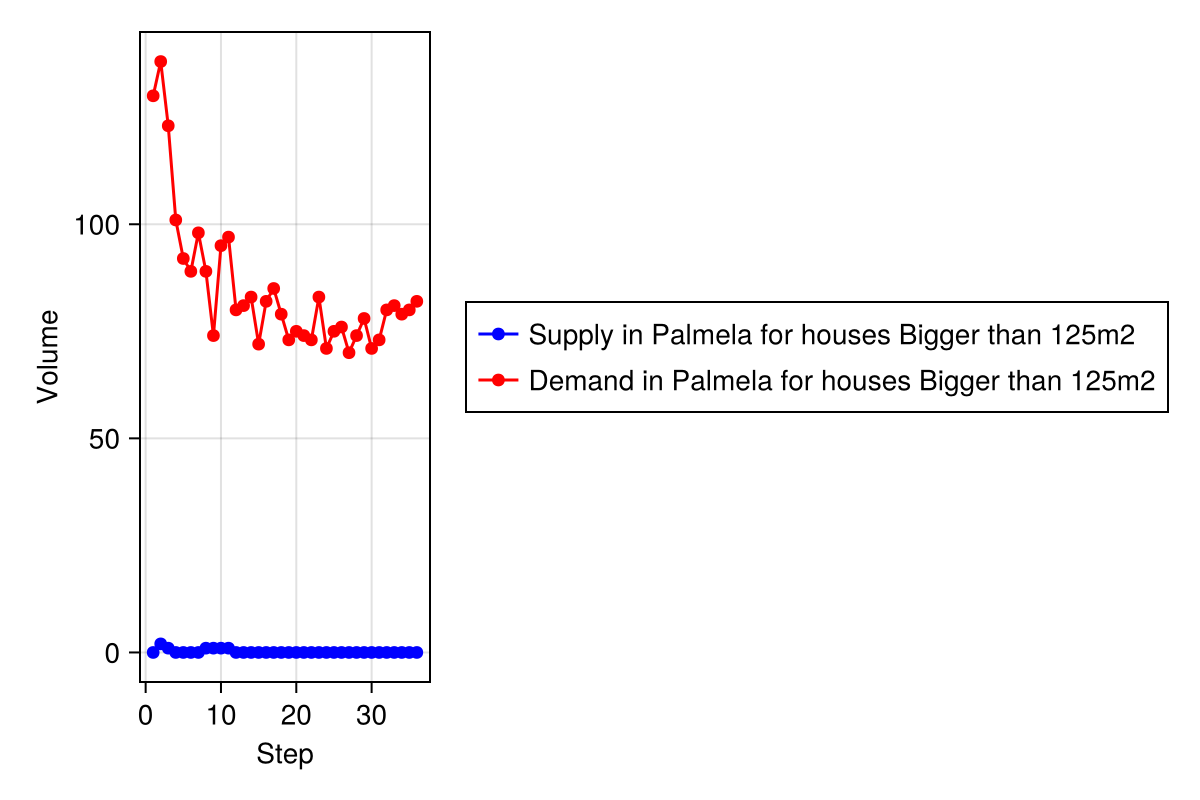 Volume
100
50
0
0 10 20 30
Step
Supply in Palmela for houses Bigger than 125m2
Demand in Palmela for houses Bigger than 125m2